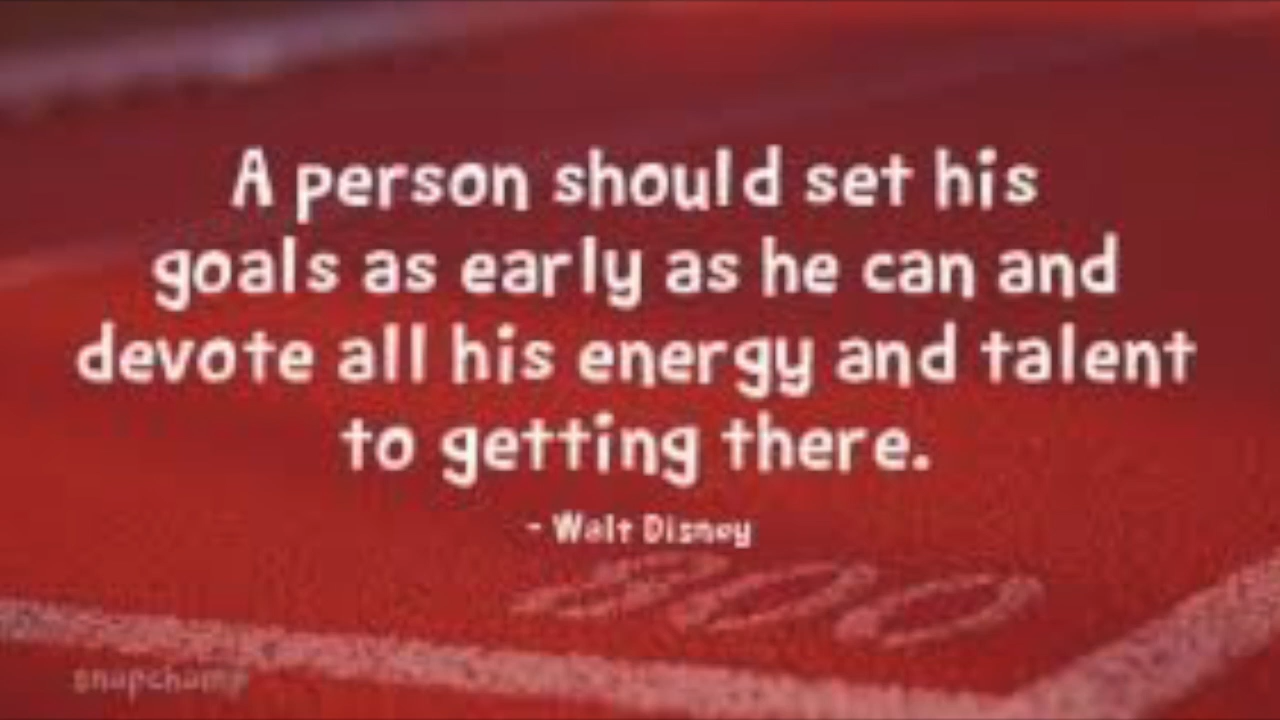 A person should set his
goals as early as he can and
devote all his energy and talent
to getting there.
- Walt Disney
snapchamp